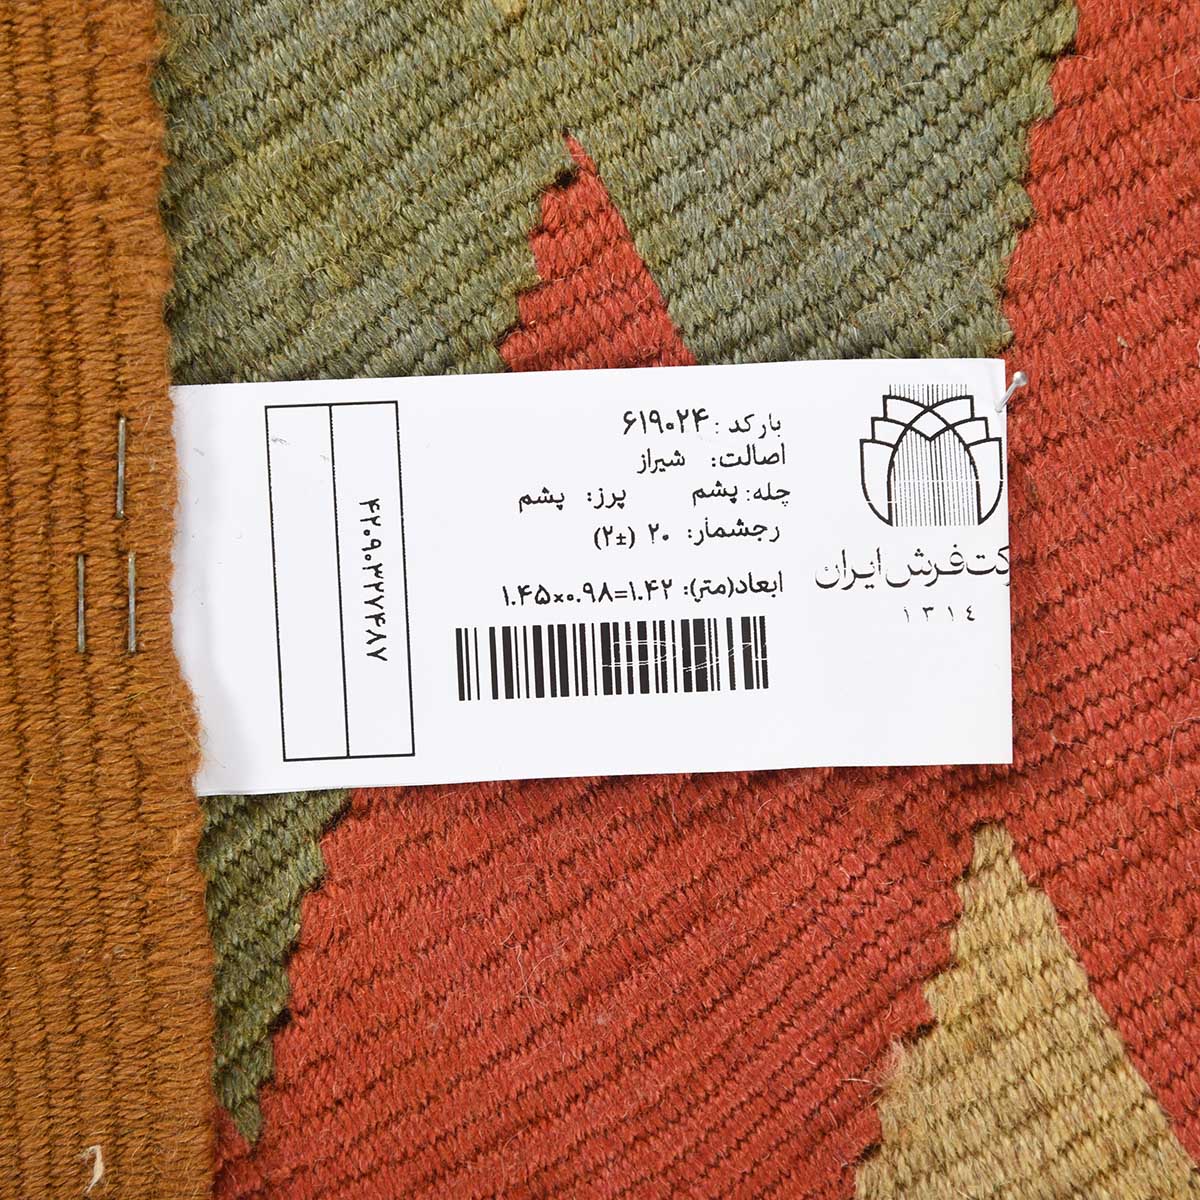 بارکد : ۶۱۹۰۲۴
اصالت: شیراز
چله: پشم پرز: پشم
رجشمار: ۲۰ (±۲)
ابعاد(متر): ۱.۴۵×۰.۹۸=۱.۴۲
کت فرش ایران
۱۳۱۴
۴۲۰۹۰۳۲۷۴۸۷